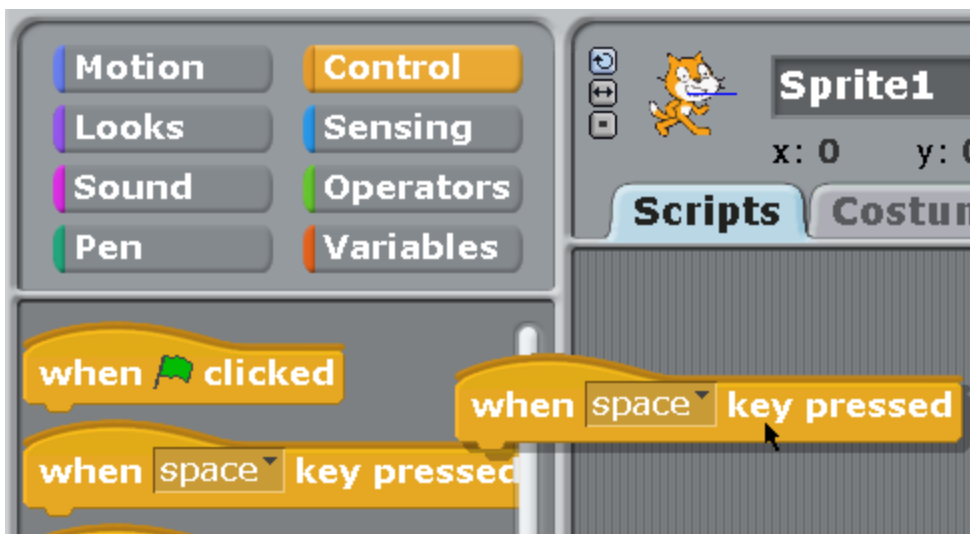 Motion
Control
Looks
Sensing
Sound
Operators
Pen
Variables
Sprite1
x: 0 y:
Scripts
when clicked
when space key pressed
when space key pressed